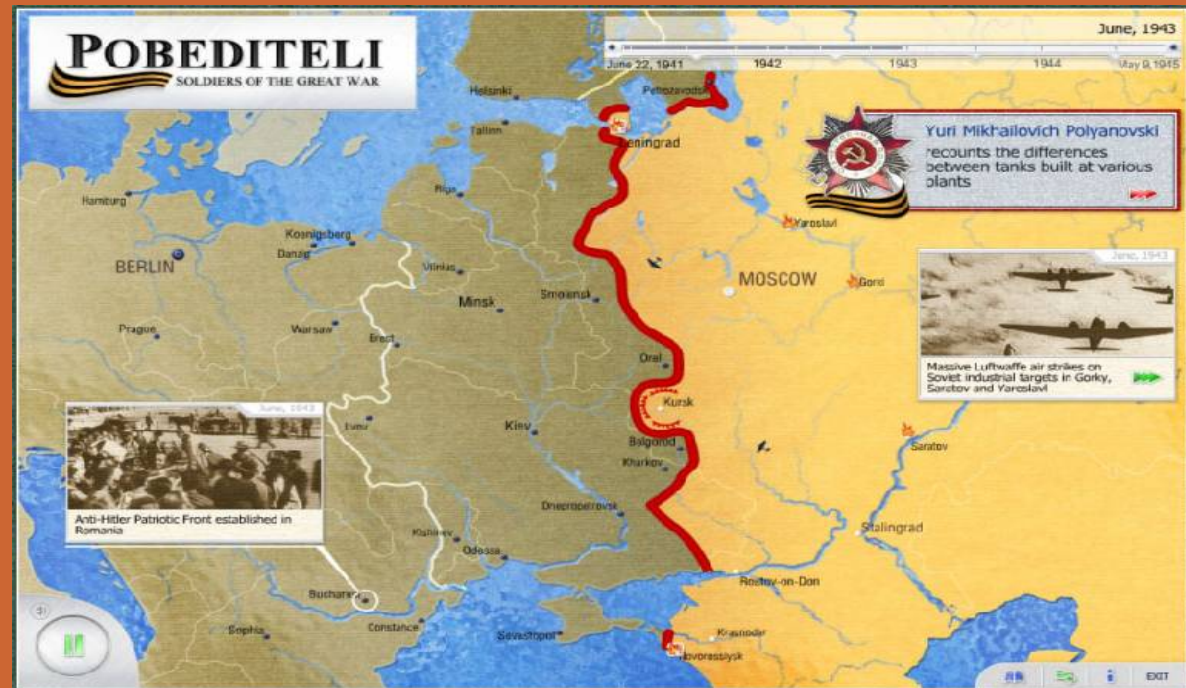 POBEDITELI
SOLDIERS OF THE GREAT WAR
June, 1943
June 22, 1941
1942
1943
1944
May 9, 1945
Helsinki
Petrozavodsk
Tallinn
Leningrad
Yuri Mikhailovich Polyanovski
recounts the differences
between tanks built at various
plants
Riga
Hamburg
Yaroslavl
Koenigsberg
Danzig
BERLIN
Vilnius
MOSCOW
Gorki
June, 1943
Minsk
Smolensk
Prague
Warsaw
Brest
Orel
Massive Luftwaffe air strikes on
Soviet industrial targets in Gorky,
Saratov and Yaroslavl
Kursk
June, 1943
Kiev
Balgorod
Saratov
Kharkov
Dnepropetrovsk
Anti-Hitler Patriotic Front established in
Romania
Stalingrad
Kishinev
Odessa
Rostov-on-Don
Bucharest
Constance
Sophia
Sevastopol
Krasnodar
Novorossiysk
EXIT